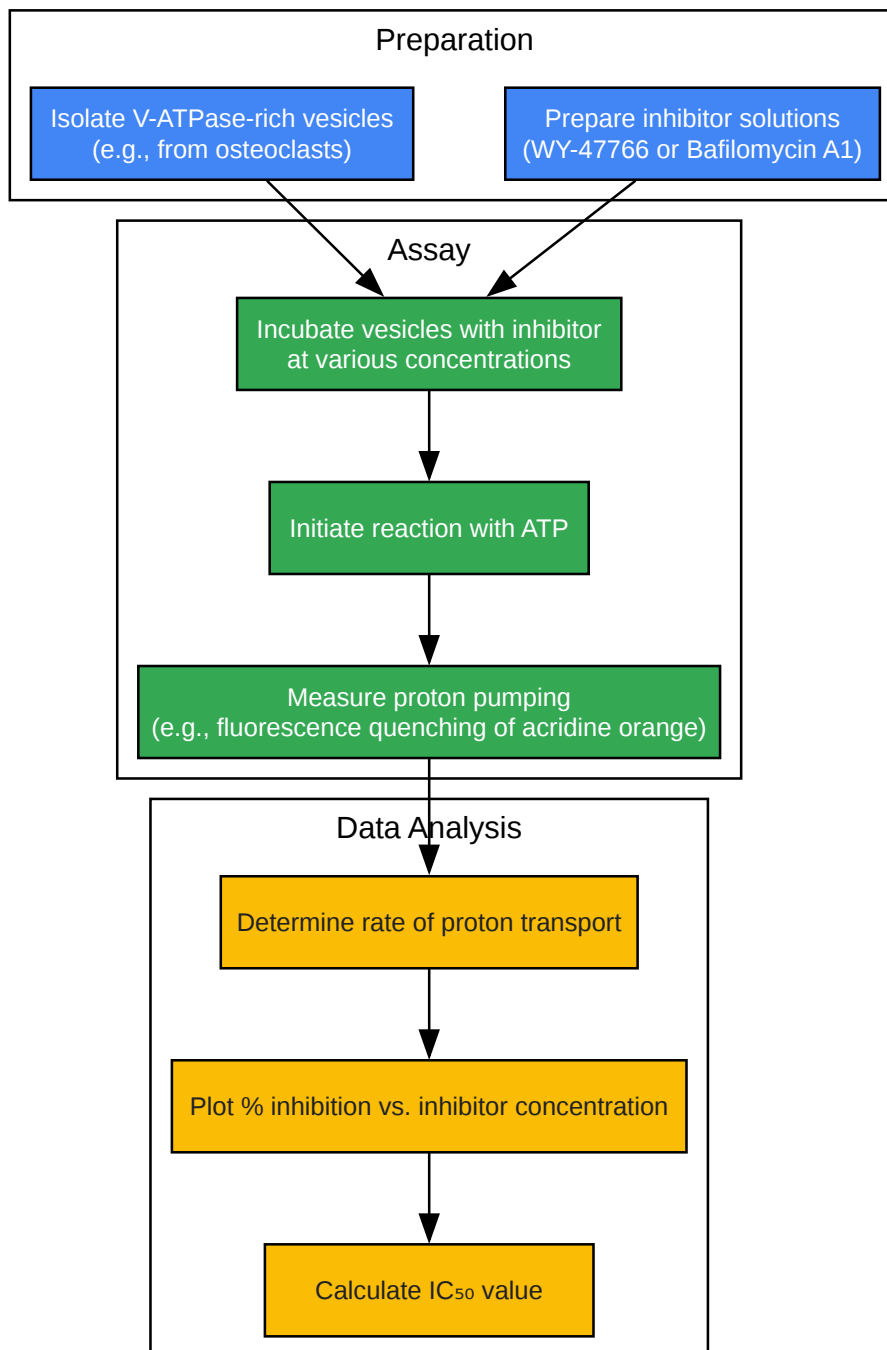 Preparation
Isolate V-ATPase-rich vesicles
(e.g., from osteoclasts)
Prepare inhibitor solutions
(WY-47766 or Bafilomycin A1)
Assay
Incubate vesicles with inhibitor
at various concentrations
Initiate reaction with ATP
Measure proton pumping
(e.g., fluorescence quenching of acridine orange)
Data Analysis
Determine rate of proton transport
Plot % inhibition vs. inhibitor concentration
Calculate IC₅₀ value